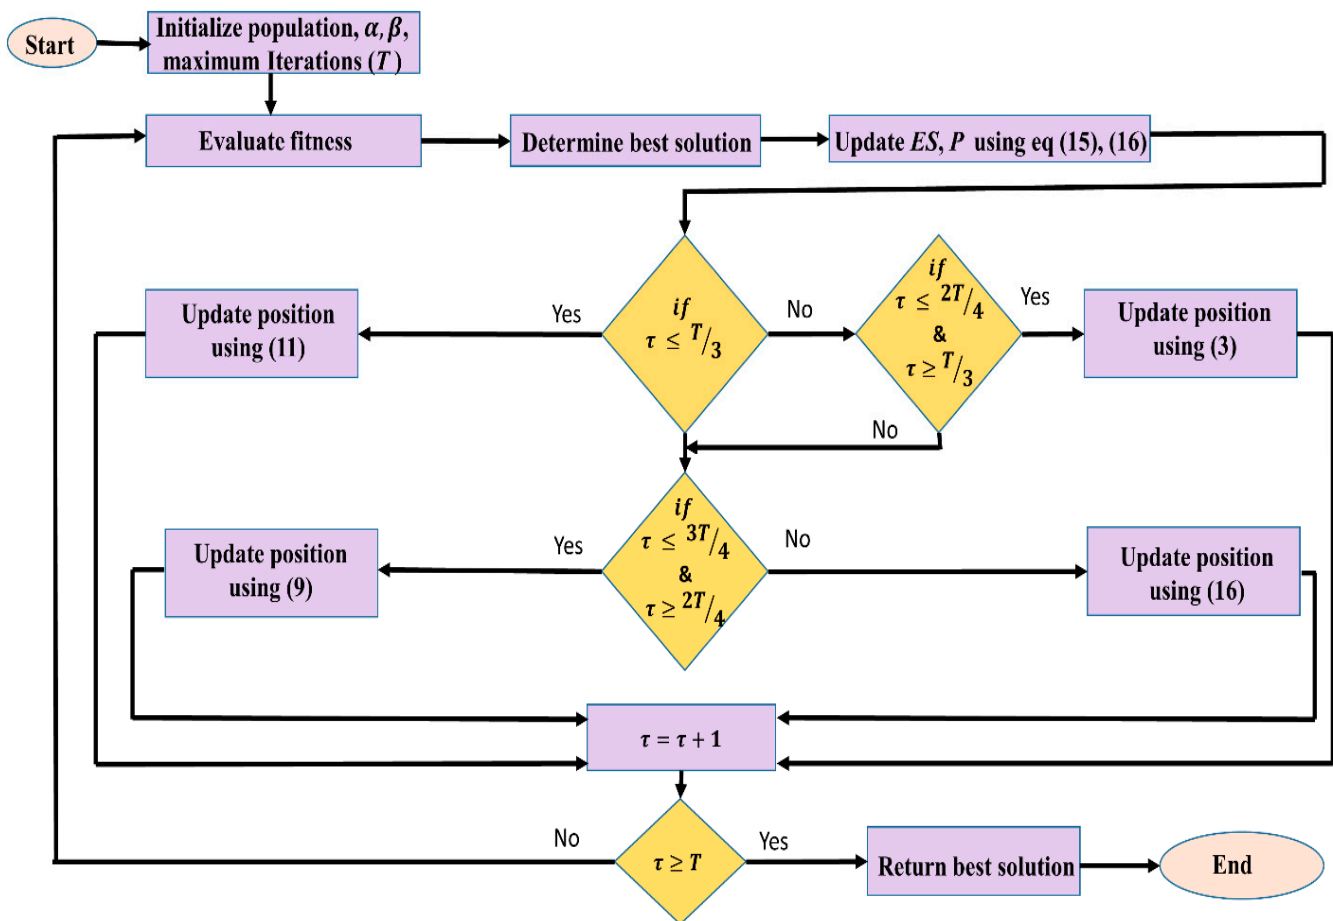 Start
Initialize population, α, β,
maximum Iterations (T)
Evaluate fitness
Determine best solution
Update ES, P using eq (15), (16)
if
τ ≤ T/3
Yes
No
if
τ ≤ 2T/4
&
τ ≥ T/3
Yes
No
Update position
using (11)
Update position
using (3)
if
τ ≤ 3T/4
&
τ ≥ 2T/4
Yes
No
Update position
using (9)
Update position
using (16)
τ = τ + 1
τ ≥ T
No
Yes
Return best solution
End